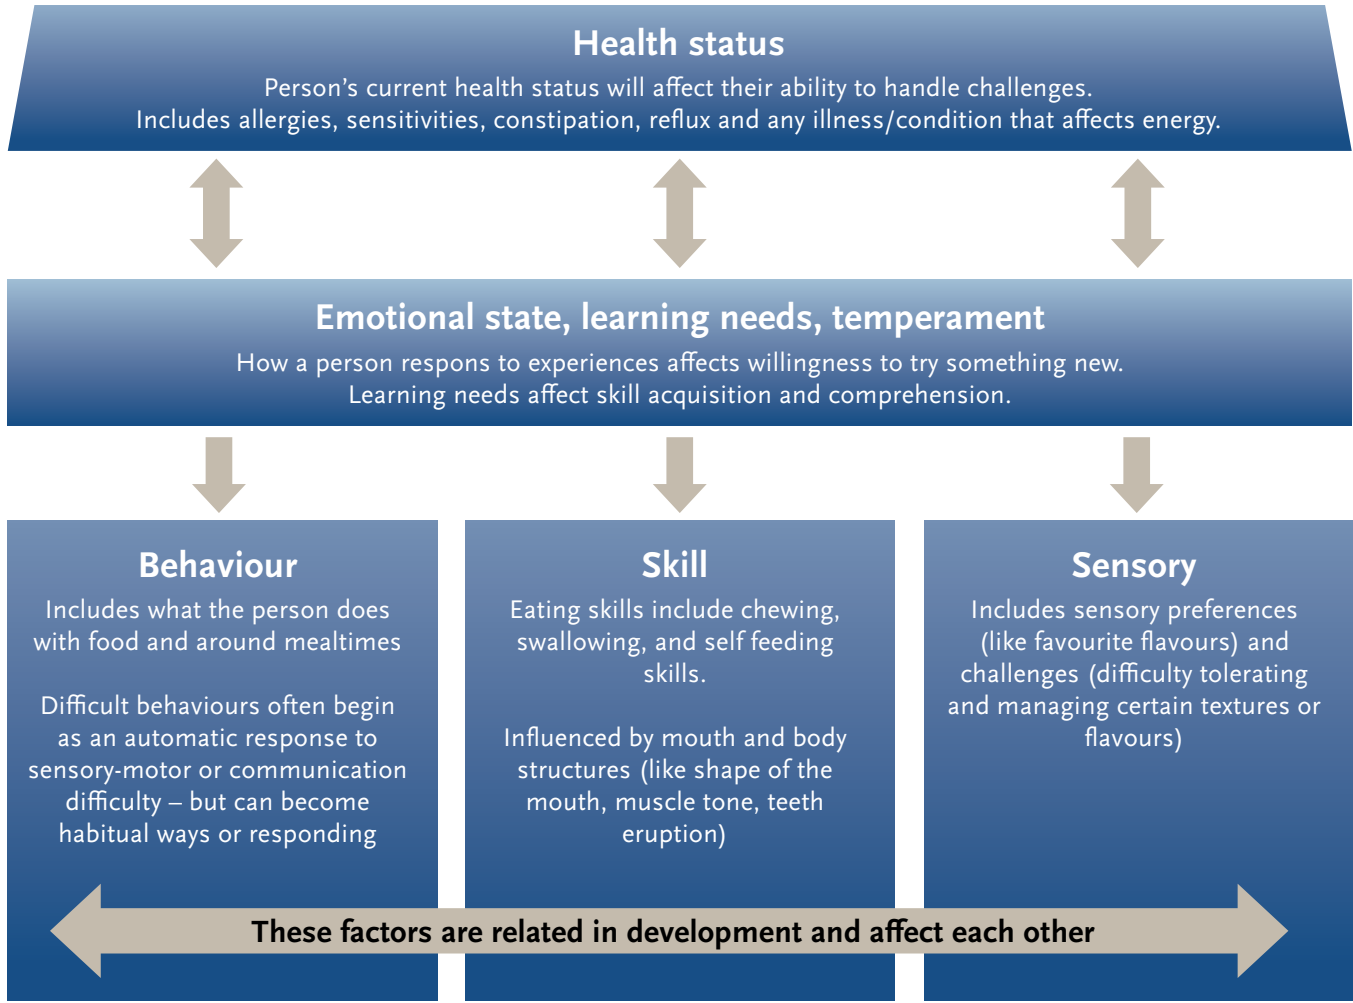 Health status
Person’s current health status will affect their ability to handle challenges.
Includes allergies, sensitivities, constipation, reflux and any illness/condition that affects energy.
Emotional state, learning needs, temperament
How a person respons to experiences affects willingness to try something new.
Learning needs affect skill acquisition and comprehension.
Behaviour
Includes what the person does
with food and around mealtimes
Difficult behaviours often begin
as an automatic response to
sensory-motor or communication
difficulty – but can become
habitual ways or responding
Skill
Eating skills include chewing,
swallowing, and self feeding
skills.
Influenced by mouth and body
structures (like shape of the
mouth, muscle tone, teeth
eruption)
Sensory
Includes sensory preferences
(like favourite flavours) and
challenges (difficulty tolerating
and managing certain textures or
flavours)
These factors are related in development and affect each other